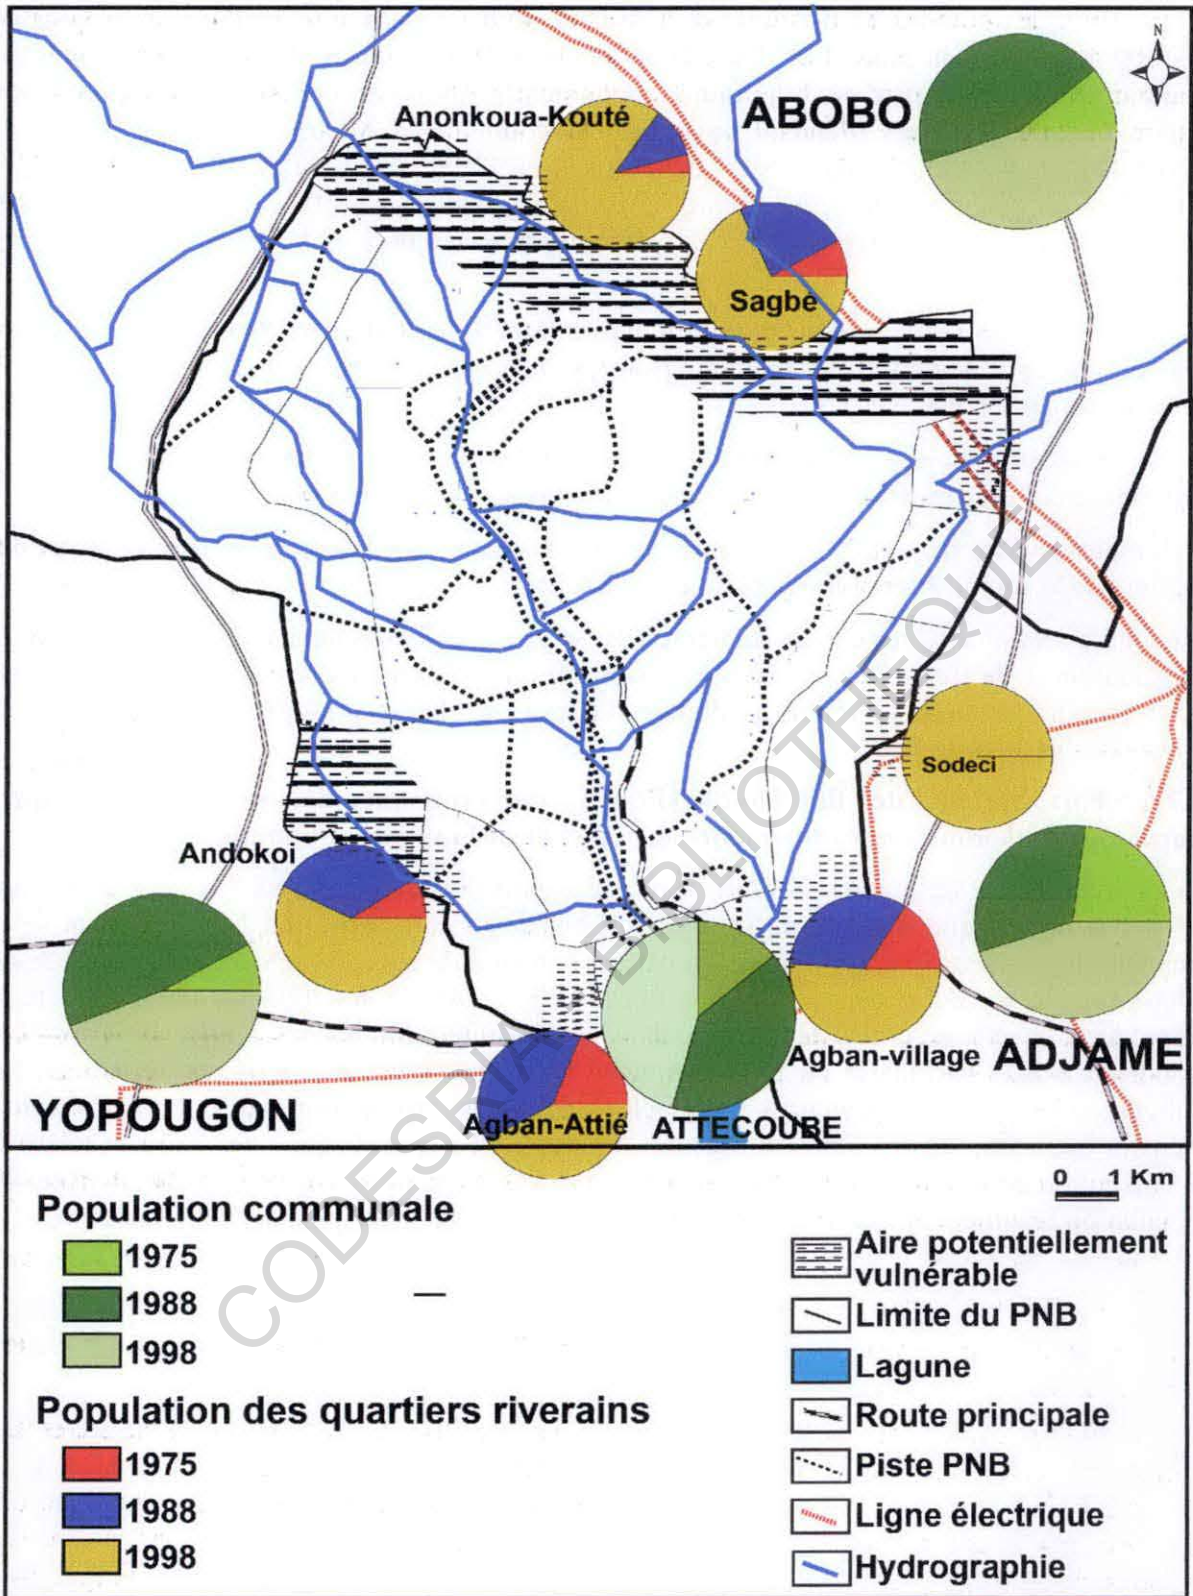 N
ABOBO
Anonkoua-Kouté
Sagbé
Sodeci
Andokoi
Agban-village
ADJAME
YOPOUGON
Agban-Attié
ATTECOUBE
CODESRIA - BIBLIOTHEQUE
0 1 Km
Population communale
1975
1988
1998
Population des quartiers riverains
1975
1988
1998
Aire potentiellement
vulnérable
Limite du PNB
Lagune
Route principale
Piste PNB
Ligne électrique
Hydrographie